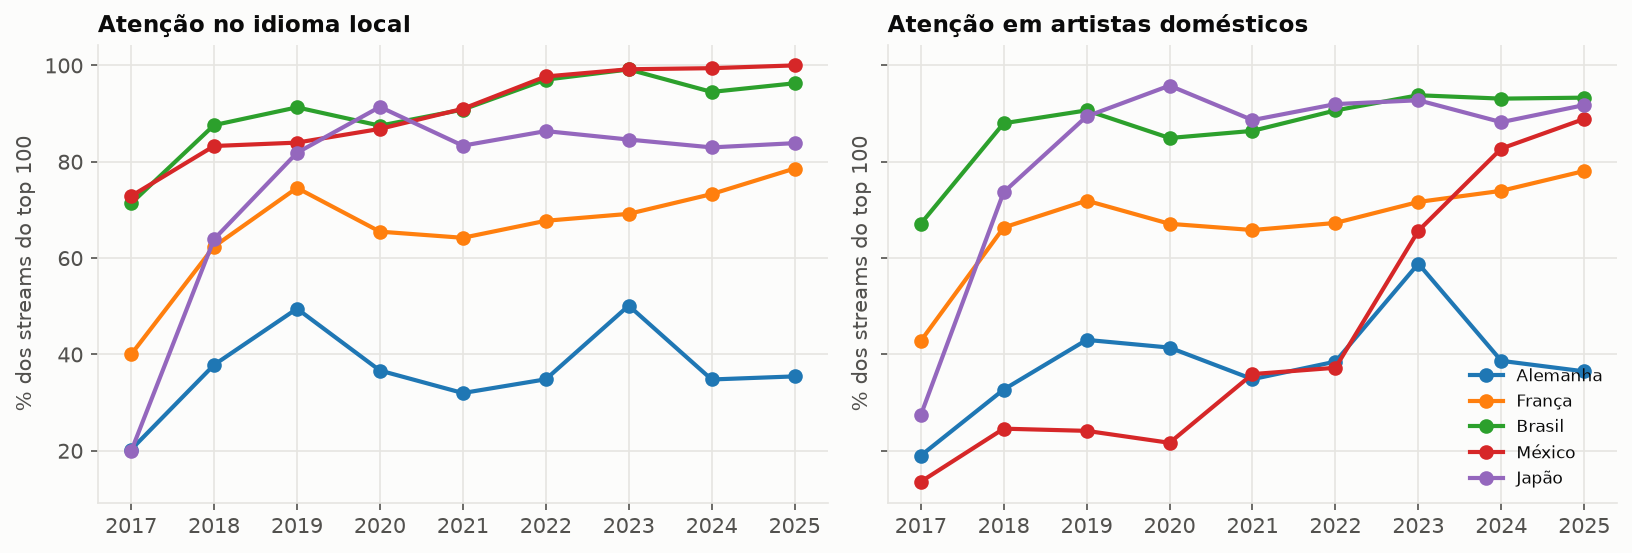 Atenção no idioma local
% dos streams do top 100
100
80
60
40
20
2017 2018 2019 2020 2021 2022 2023 2024 2025
Atenção em artistas domésticos
% dos streams do top 100
Alemanha
França
Brasil
México
Japão
2017 2018 2019 2020 2021 2022 2023 2024 2025